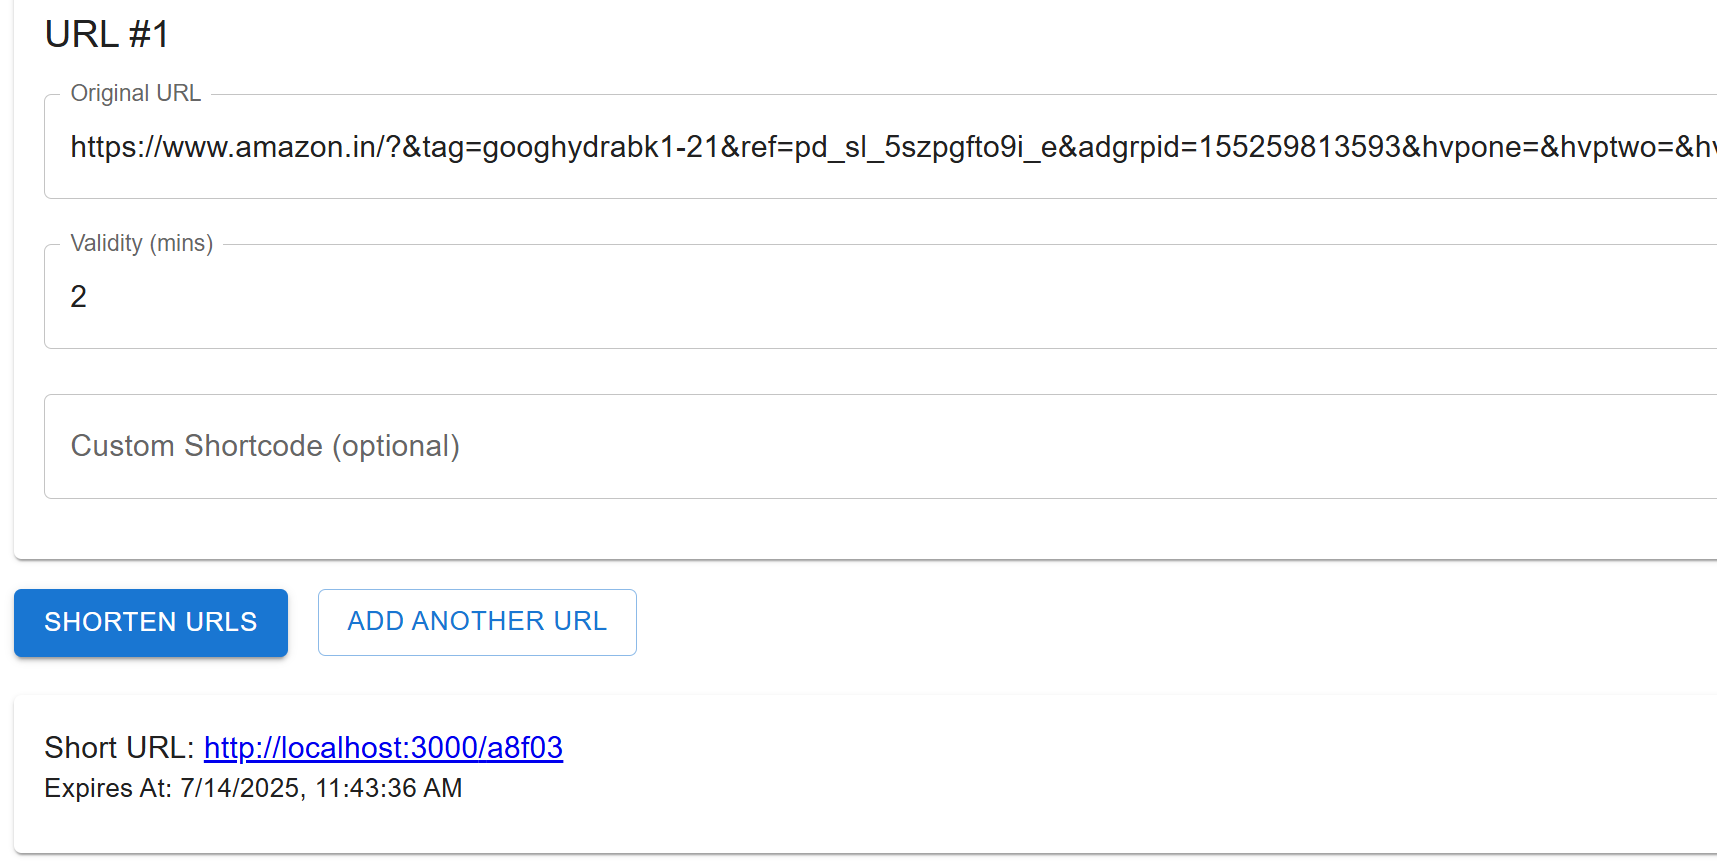 URL #1
Original URL
https://www.amazon.in/?&tag=googhydrabk1-21&ref=pd_sl_5szpgfto9i_e&adgrpid=155259813593&hvpone=&hvptwo=&hv
Validity (mins)
2
Custom Shortcode (optional)
SHORTEN URLS
ADD ANOTHER URL
Short URL: http://localhost:3000/a8f03
Expires At: 7/14/2025, 11:43:36 AM